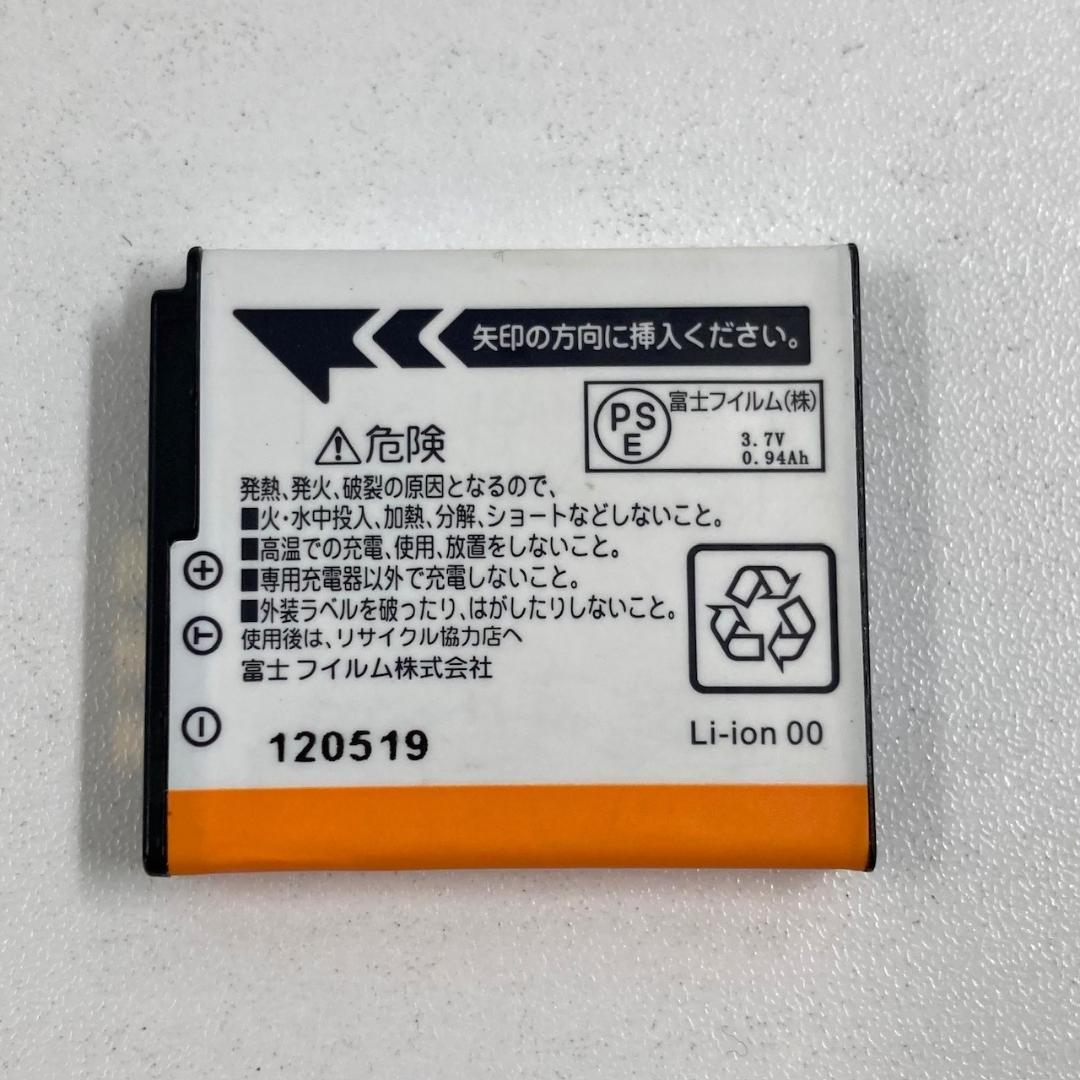 矢印の方向に挿入ください。
PS
E
富士フイルム(株)
3.7V
0.94Ah
⚠危険
発熱、発火、破裂の原因となるので、
■火・水中投入、加熱、分解、ショートなどしないこと。
■高温での充電、使用、放置をしないこと。
■専用充電器以外で充電しないこと。
■外装ラベルを破ったり、はがしたりしないこと。
使用後は、リサイクル協力店へ
富士フイルム株式会社
+
T
−
120519
Li-ion 00